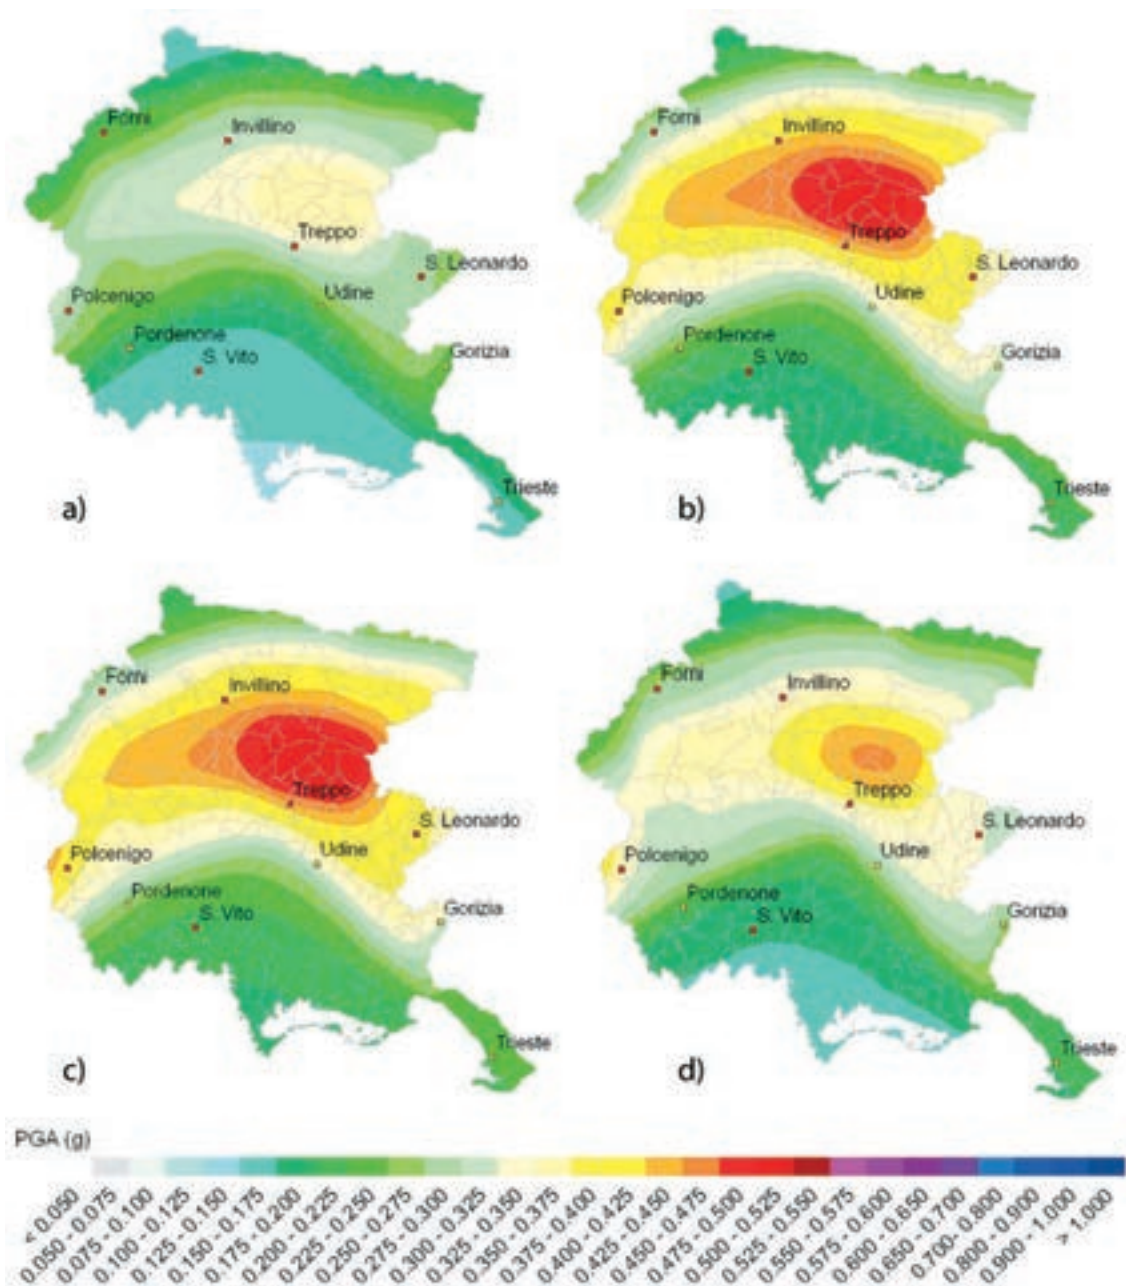 Forni
Invillino
Treppo
S. Leonardo
Polcenigo
Udine
Pordenone
S. Vito
Gorizia
Trieste
a)
Forni
Invillino
Treppo
S. Leonardo
Polcenigo
Udine
Pordenone
S. Vito
Gorizia
Trieste
b)
Forni
Invillino
Treppo
S. Leonardo
Polcenigo
Udine
Pordenone
S. Vito
Gorizia
Trieste
c)
Forni
Invillino
Treppo
S. Leonardo
Polcenigo
Udine
Pordenone
S. Vito
Gorizia
Trieste
d)
PGA (g)
< - 0.050
0.050 - 0.075
0.075 - 0.100
0.100 - 0.125
0.125 - 0.150
0.150 - 0.175
0.175 - 0.200
0.200 - 0.225
0.225 - 0.250
0.250 - 0.275
0.275 - 0.300
0.300 - 0.325
0.325 - 0.350
0.350 - 0.375
0.375 - 0.400
0.400 - 0.425
0.425 - 0.450
0.450 - 0.475
0.475 - 0.500
0.500 - 0.525
0.525 - 0.550
0.550 - 0.575
0.575 - 0.600
0.600 - 0.650
0.650 - 0.700
0.700- 0.800
0.800 - 0.900
0.900 - 1.000
> 1.000